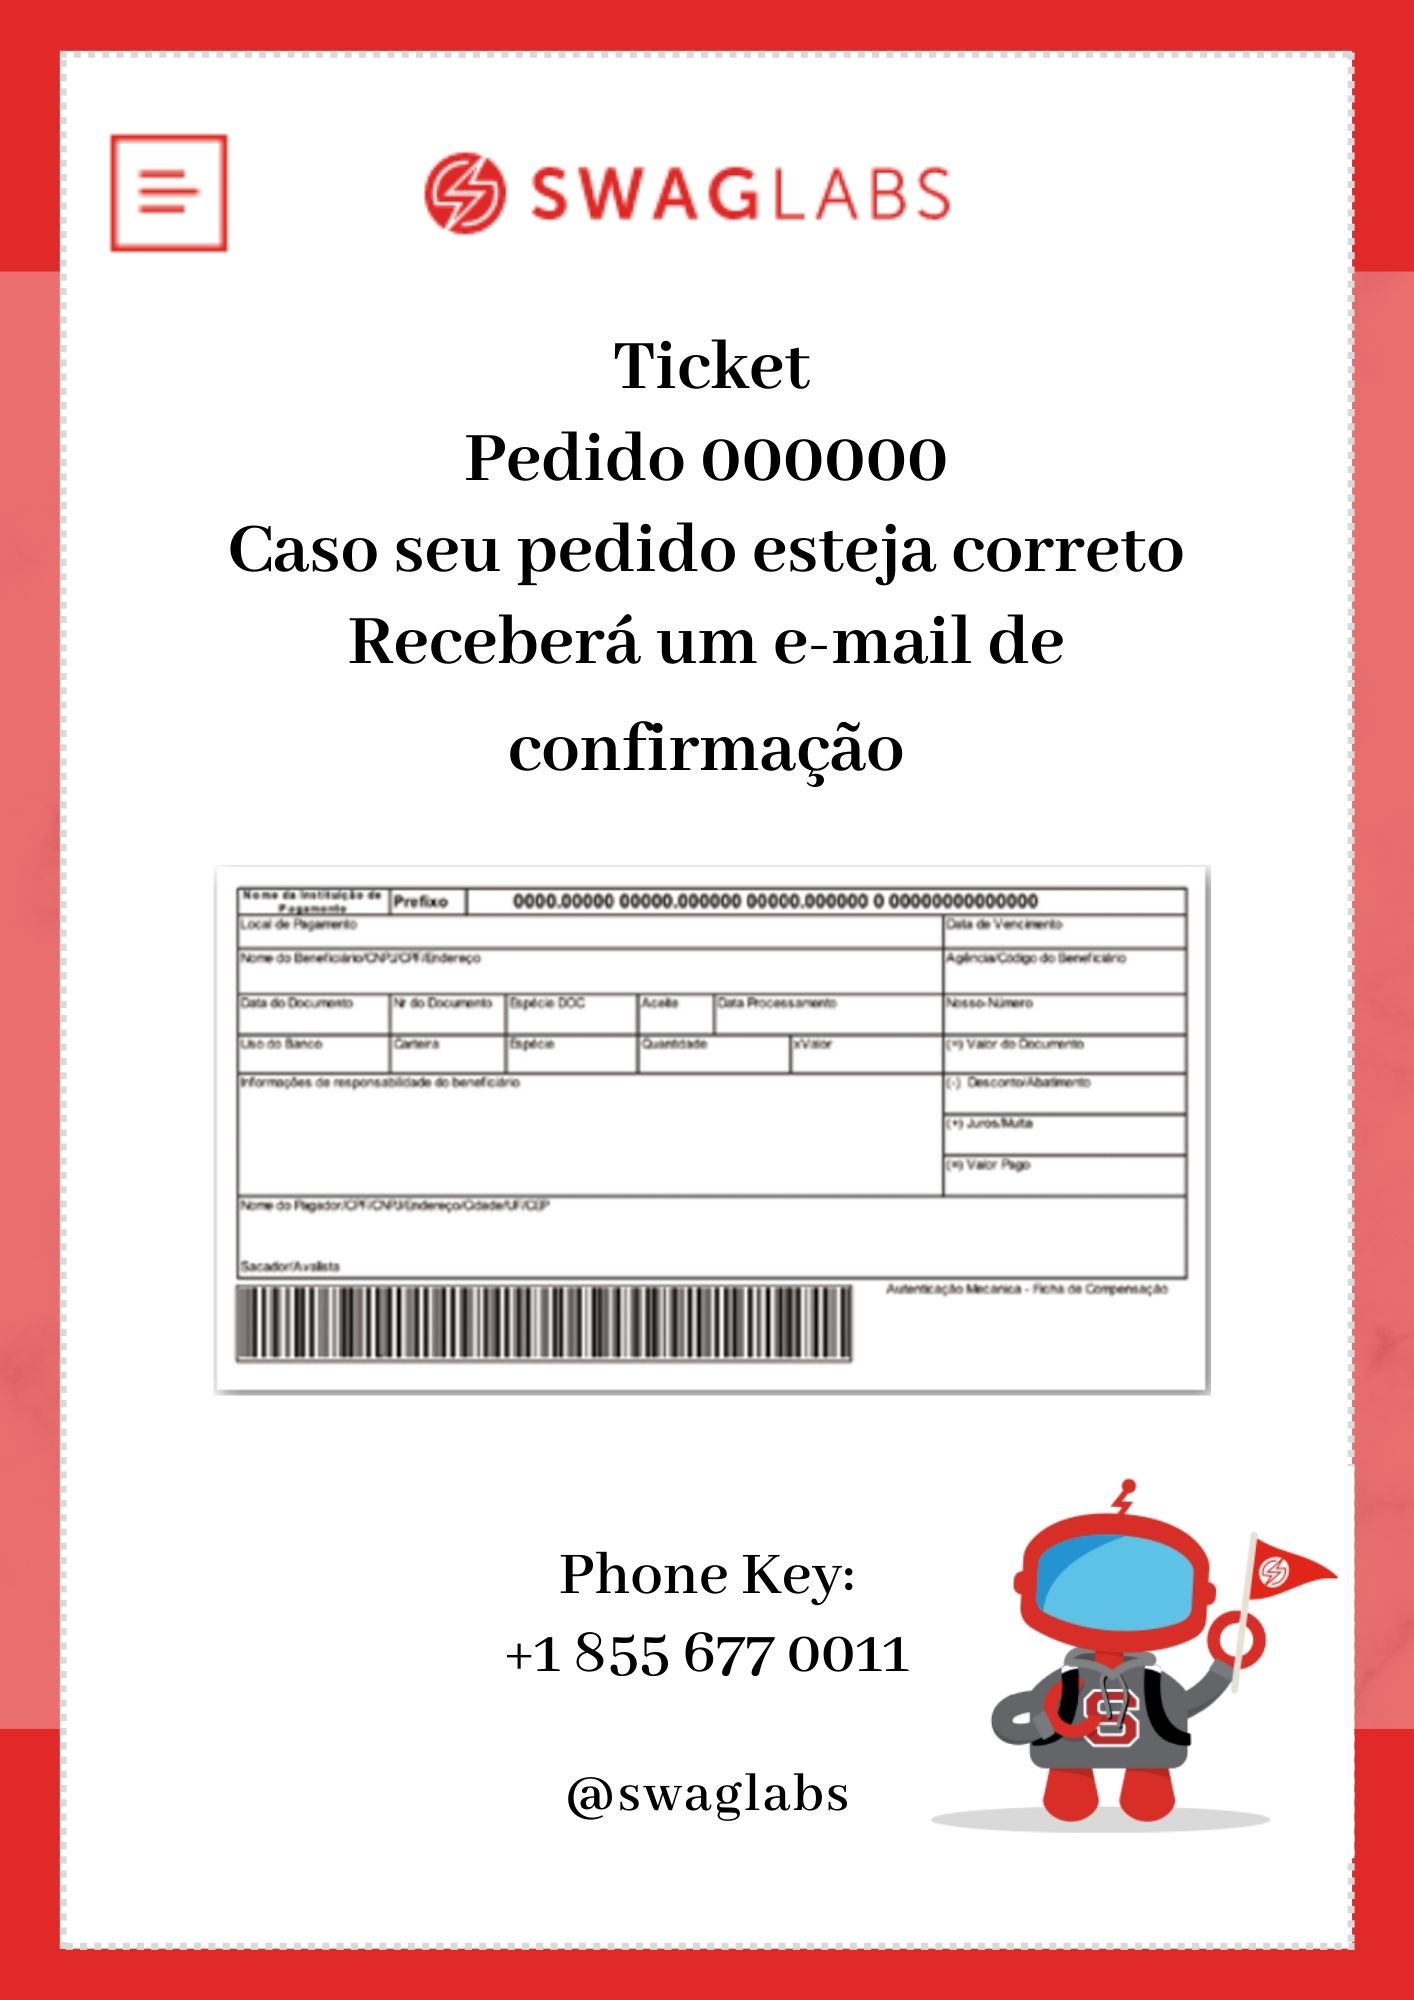 SWAGLABS
Ticket
Pedido 000000
Caso seu pedido esteja correto
Receberá um e-mail de
confirmação
Nome da Instituição de
Pagamento
Prefixo
0000.00000 00000.000000 00000.000000 0 00000000000000
Local de Pagamento
Data de Vencimento
Nome do Beneficiário/CNPJ/CPF/Endereço
Agência/Código do Beneficiário
Data do Documento
Nr do Documento
Espécie DOC
Aceite
Data Processamento
Nosso Número
Uso do Banco
Carteira
Espécie
Quantidade
xValor
(=) Valor do Documento
Informações de responsabilidade do beneficiário
(-) Desconto/Abatimento
(+) Juros/Multa
(=) Valor Pago
Nome do Pagador/CPF/CNPJ/Endereço/Cidade/UF/CEP
Sacador/Avalista
Autenticação Mecânica - Ficha de Compensação
Phone Key:
+1 855 677 0011
S
@swaglabs